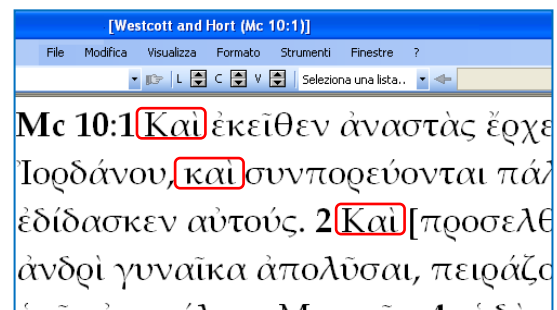 [Westcott and Hort (Mc 10:1)]
File Modifica Visualizza Formato Strumenti Finestre ?
L C V Seleziona una lista..
Mc 10:1 Καὶ ἐκεῖθεν ἀναστὰς ἔρχε
Ἰορδάνου, καὶ συνπορεύονται πάλ
ἐδίδασκεν αὐτούς. 2 Καὶ [προσελθ
ἀνδρὶ γυναῖκα ἀπολῦσαι, πειράζο